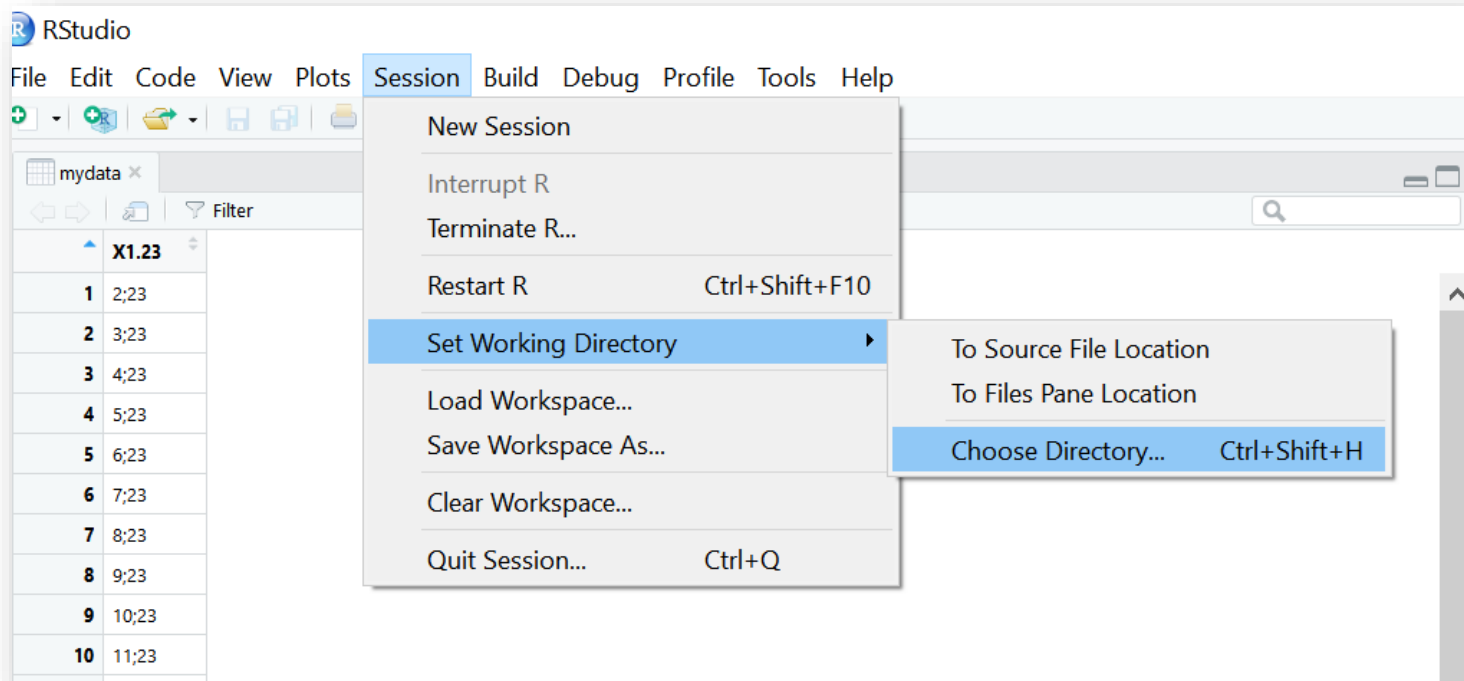 RStudio
File Edit Code View Plots Session Build Debug Profile Tools Help
New Session
Interrupt R
Terminate R...
Restart R Ctrl+Shift+F10
Set Working Directory
Load Workspace...
Save Workspace As...
Clear Workspace...
Quit Session... Ctrl+Q
To Source File Location
To Files Pane Location
Choose Directory... Ctrl+Shift+H
mydata
Filter
X1.23
1 2;23
2 3;23
3 4;23
4 5;23
5 6;23
6 7;23
7 8;23
8 9;23
9 10;23
10 11;23